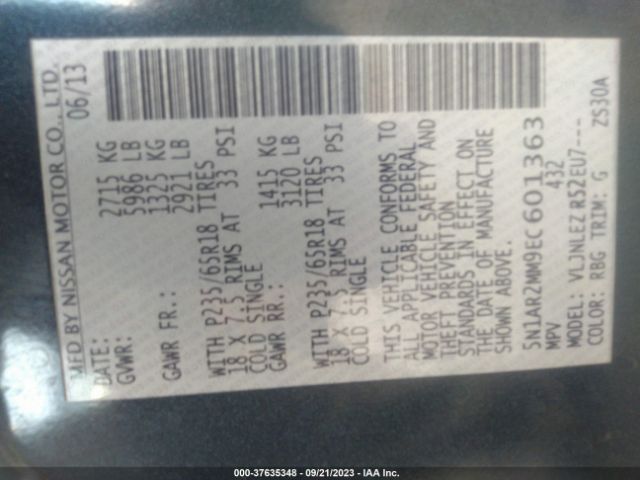 MFD BY NISSAN MOTOR CO., LTD.
DATE: 06/13
GVWR: 2715 KG
5986 LB
GAWR FR.: 1325 KG
2921 LB
WITH P235/65R18 TIRES
18 X 7.5 RIMS AT 33 PSI
COLD SINGLE
GAWR RR.: 1415 KG
3120 LB
WITH P235/65R18 TIRES
18 X 7.5 RIMS AT 33 PSI
COLD SINGLE
THIS VEHICLE CONFORMS TO
ALL APPLICABLE FEDERAL
MOTOR VEHICLE SAFETY AND
THEFT PREVENTION
STANDARDS IN EFFECT ON
THE DATE OF MANUFACTURE
SHOWN ABOVE.
5N1AR2MM9EC601363
MPV 432
MODEL: VLJNLEZ R52EU7---
COLOR: RBG TRIM: G ZS30A
000-37635348 - 09/21/2023 - IAA Inc.